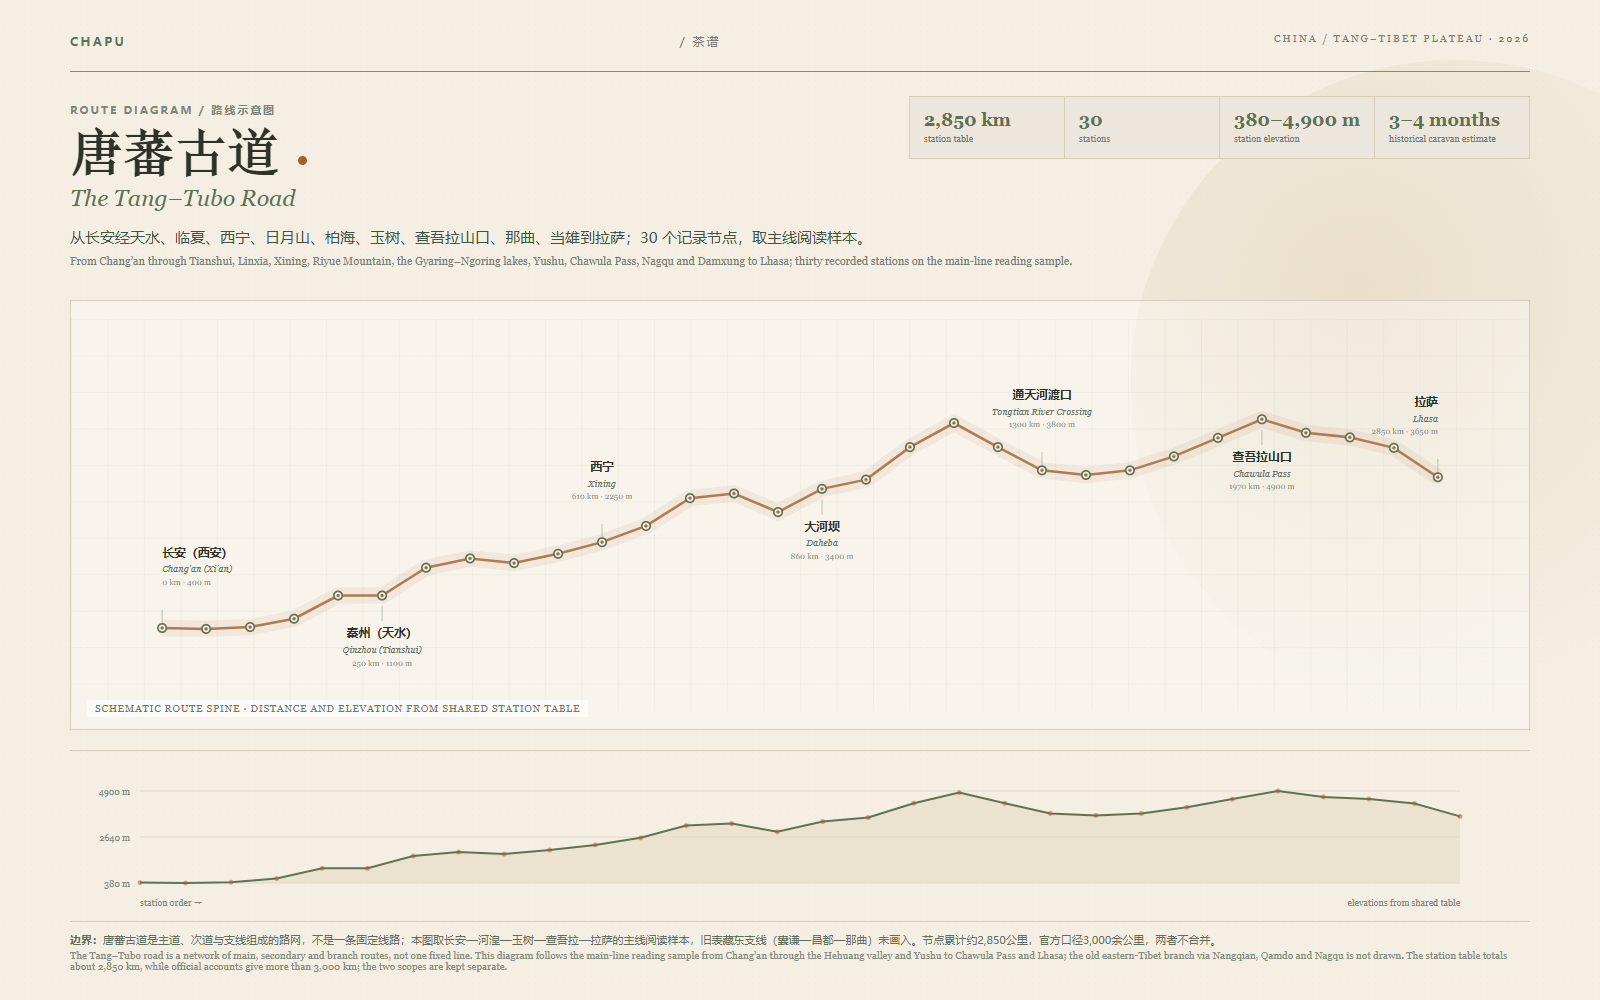 CHAPU
/ 茶谱
CHINA / TANG–TIBET PLATEAU · 2026
ROUTE DIAGRAM / 路线示意图
唐蕃古道
The Tang–Tubo Road
2,850 km
station table
30
stations
380–4,900 m
station elevation
3–4 months
historical caravan estimate
从长安经天水、临夏、西宁、日月山、柏海、玉树、查吾拉山口、那曲、当雄到拉萨；30 个记录节点，取主线阅读样本。
From Chang’an through Tianshui, Linxia, Xining, Riyue Mountain, the Gyaring–Ngoring lakes, Yushu, Chawula Pass, Nagqu and Damxung to Lhasa; thirty recorded stations on the main-line reading sample.
长安（西安）
Chang'an (Xi'an)
0 km · 400 m
秦州（天水）
Qinzhou (Tianshui)
250 km · 1100 m
西宁
Xining
610 km · 2250 m
大河坝
Daheba
860 km · 3400 m
通天河渡口
Tongtian River Crossing
1300 km · 3800 m
查吾拉山口
Chawula Pass
1970 km · 4900 m
拉萨
Lhasa
2850 km · 3650 m
SCHEMATIC ROUTE SPINE · DISTANCE AND ELEVATION FROM SHARED STATION TABLE
4900 m
2640 m
380 m
station order →
elevations from shared table
边界：唐蕃古道是主道、次道与支线组成的路网，不是一条固定线路；本图取长安—河湟—玉树—查吾拉—拉萨的主线阅读样本，旧表藏东支线（囊谦—昌都—那曲）未画入。节点累计约2,850公里，官方口径3,000余公里，两者不合并。
The Tang–Tubo road is a network of main, secondary and branch routes, not one fixed line. This diagram follows the main-line reading sample from Chang’an through the Hehuang valley and Yushu to Chawula Pass and Lhasa; the old eastern-Tibet branch via Nangqian, Qamdo and Nagqu is not drawn. The station table totals
about 2,850 km, while official accounts give more than 3,000 km; the two scopes are kept separate.